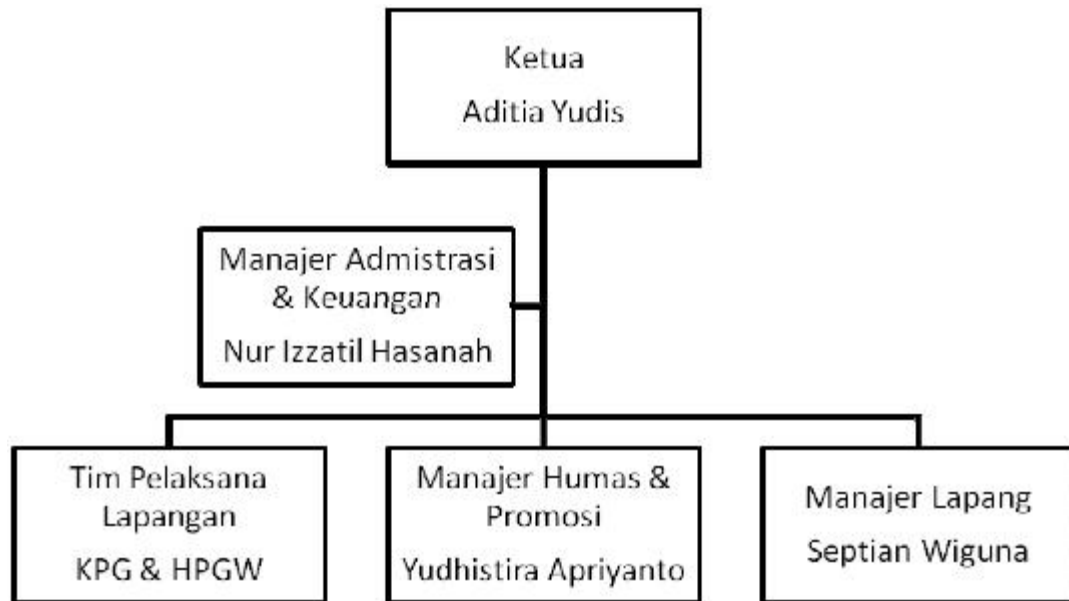 Ketua
Aditia Yudis
Manajer Admistrasi
& Keuangan
Nur Izzatil Hasanah
Tim Pelaksana
Lapangan
KPG & HPGW
Manajer Humas &
Promosi
Yudhistira Apriyanto
Manajer Lapang
Septian Wiguna